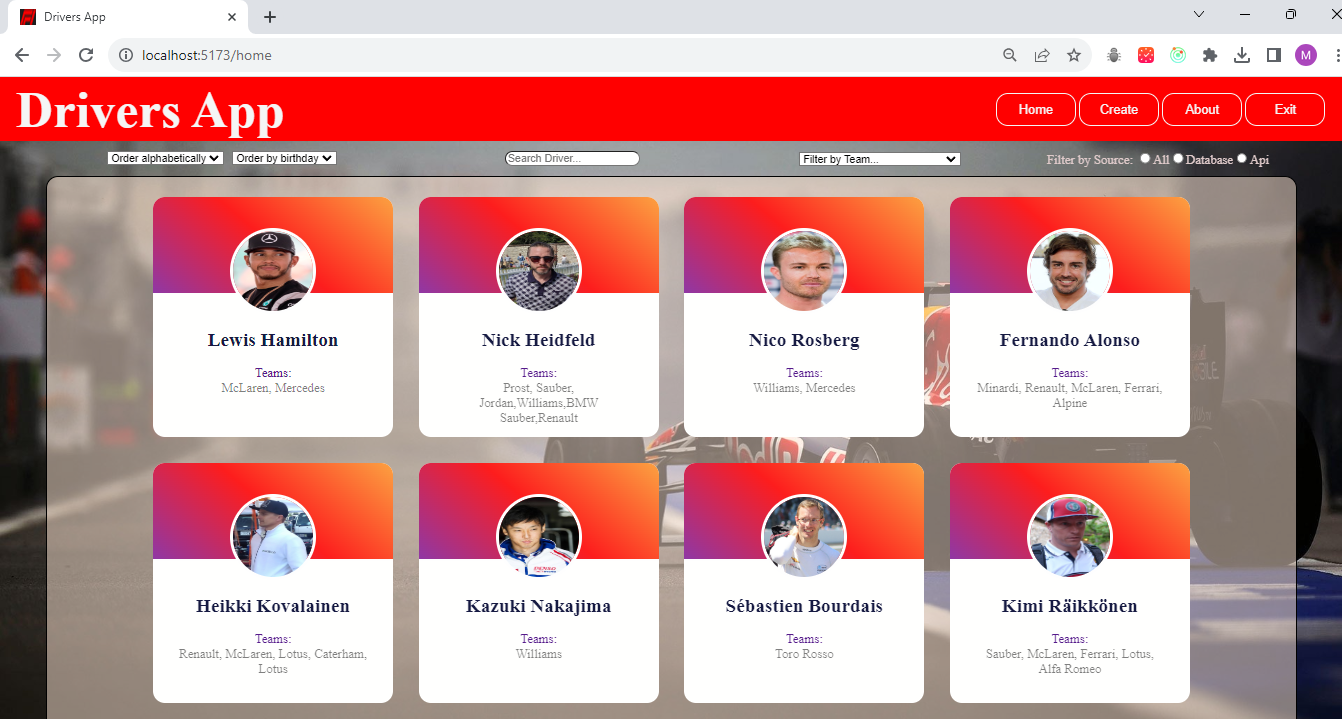 Drivers App
localhost:5173/home
M
Drivers App
Home
Create
About
Exit
Order alphabetically
Order by birthday
Search Driver...
Filter by Team...
Filter by Source: All Database Api
Lewis Hamilton
Teams:
McLaren, Mercedes
Nick Heidfeld
Teams:
Prost, Sauber,
Jordan,Williams,BMW
Sauber,Renault
Nico Rosberg
Teams:
Williams, Mercedes
Fernando Alonso
Teams:
Minardi, Renault, McLaren, Ferrari,
Alpine
Heikki Kovalainen
Teams:
Renault, McLaren, Lotus, Caterham,
Lotus
Kazuki Nakajima
Teams:
Williams
Sébastien Bourdais
Teams:
Toro Rosso
Kimi Räikkönen
Teams:
Sauber, McLaren, Ferrari, Lotus,
Alfa Romeo